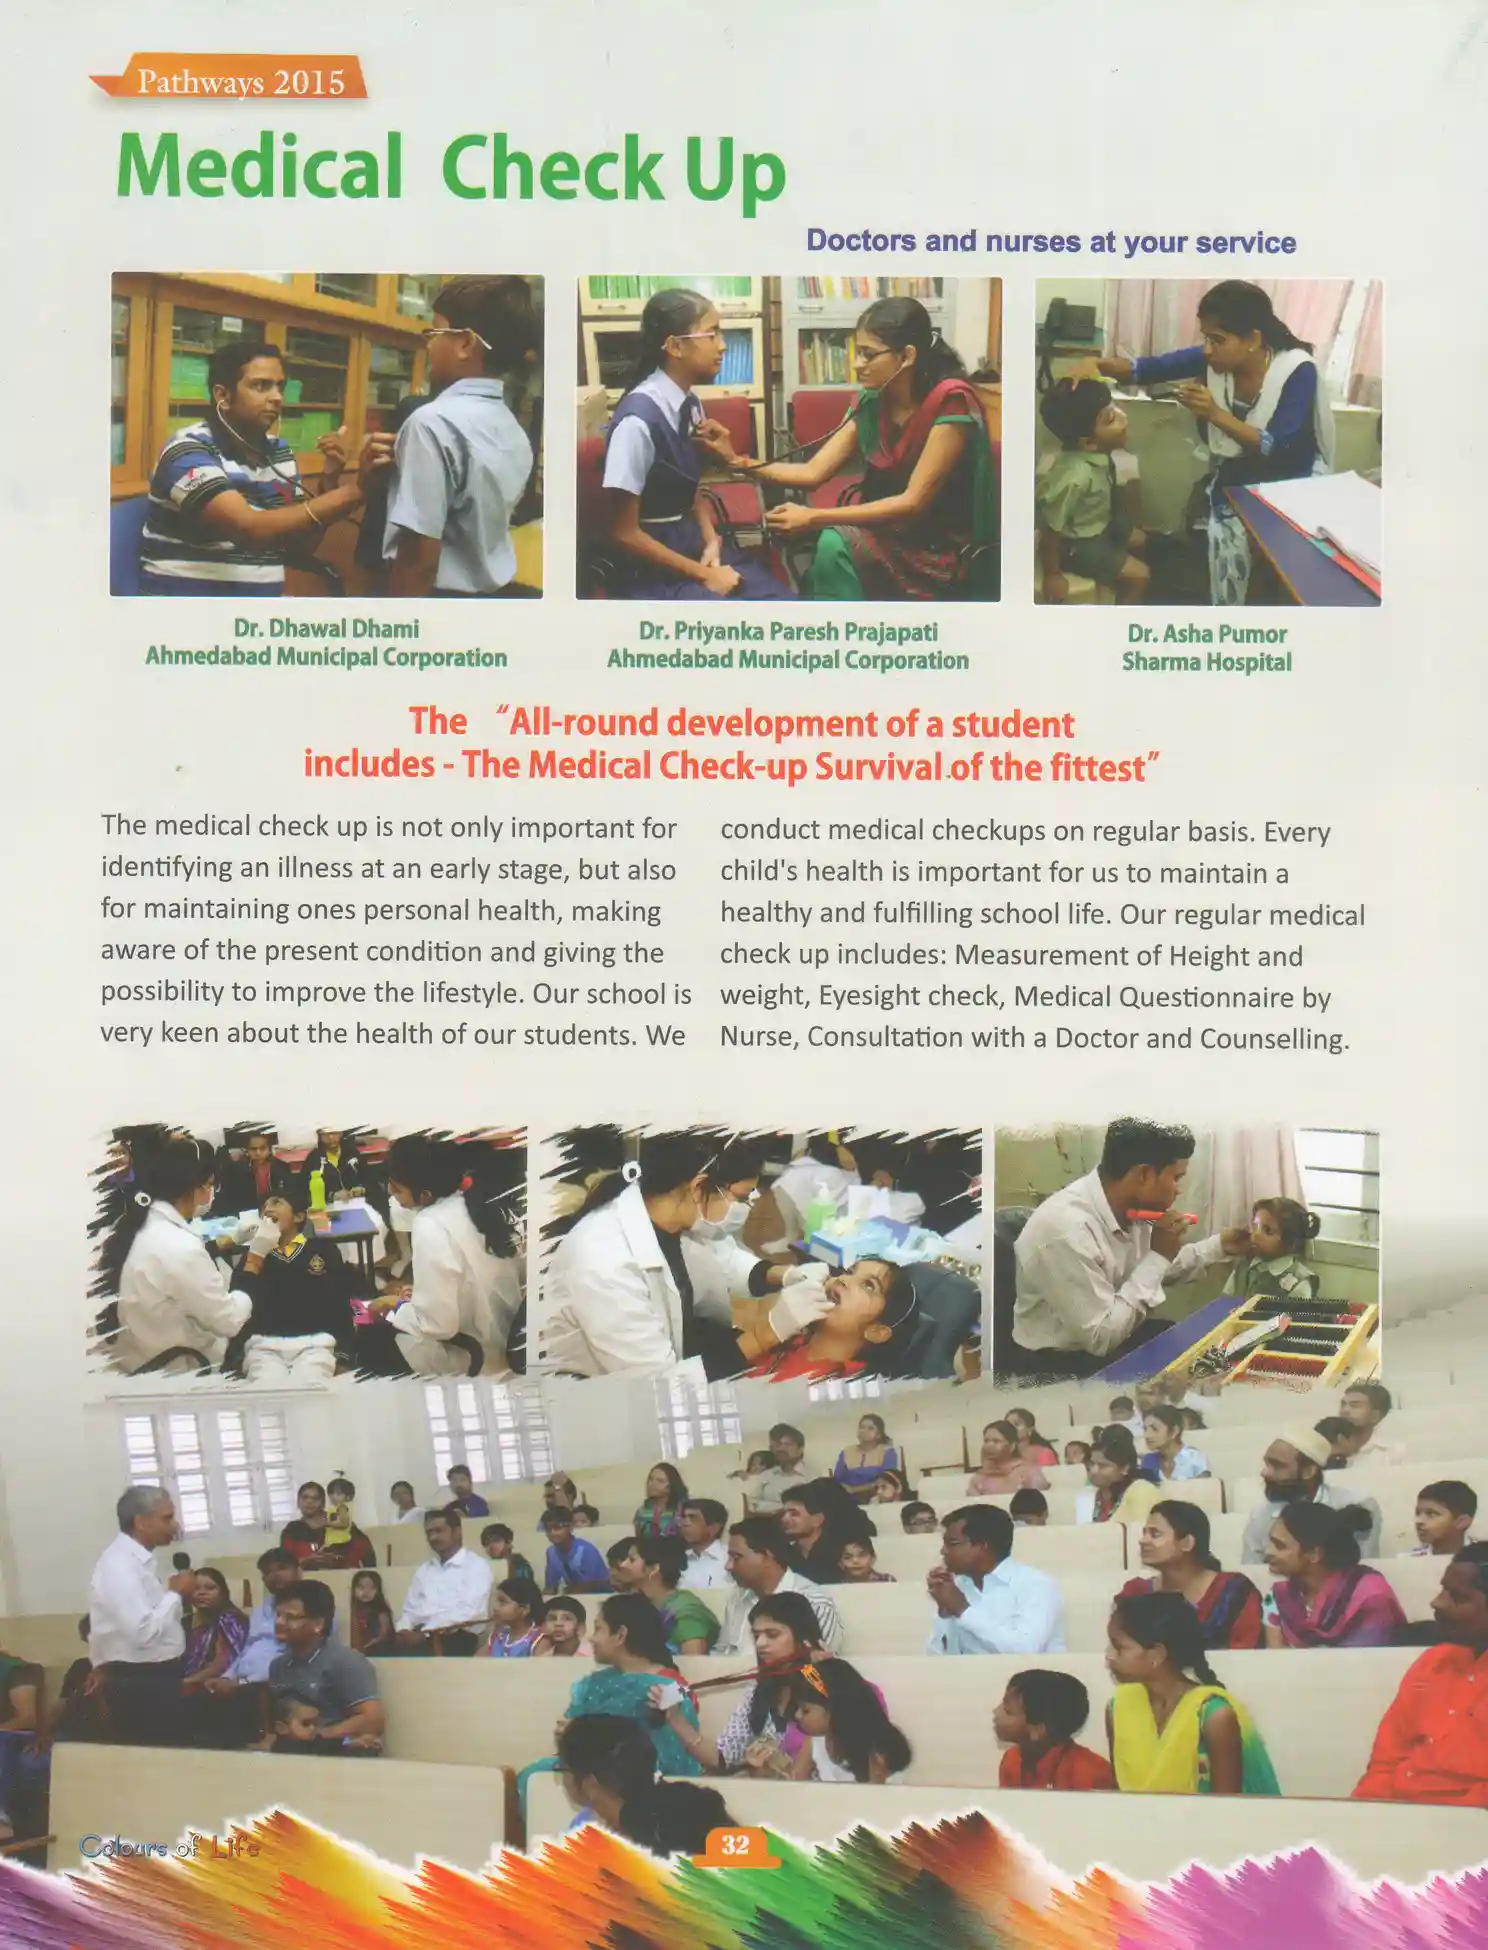 Pathways 2015
Medical Check Up
Doctors and nurses at your service
Dr. Dhawal Dhami
Ahmedabad Municipal Corporation
Dr. Priyanka Paresh Prajapati
Ahmedabad Municipal Corporation
Dr. Asha Pumor
Sharma Hospital
The "All-round development of a student
includes - The Medical Check-up Survival of the fittest"
The medical check up is not only important for
identifying an illness at an early stage, but also
for maintaining ones personal health, making
aware of the present condition and giving the
possibility to improve the lifestyle. Our school is
very keen about the health of our students. We
conduct medical checkups on regular basis. Every
child's health is important for us to maintain a
healthy and fulfilling school life. Our regular medical
check up includes: Measurement of Height and
weight, Eyesight check, Medical Questionnaire by
Nurse, Consultation with a Doctor and Counselling.
Colours of Life
32